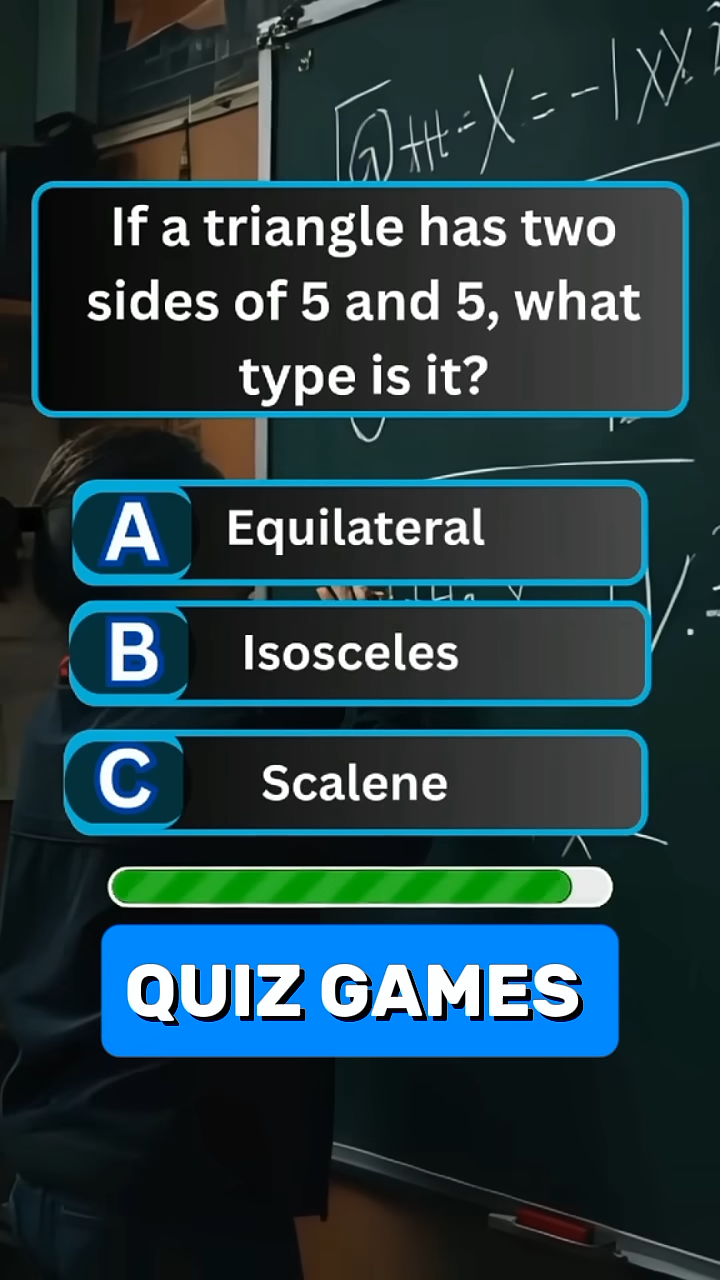 If a triangle has two
sides of 5 and 5, what
type is it?
A Equilateral
B Isosceles
C Scalene
QUIZ GAMES